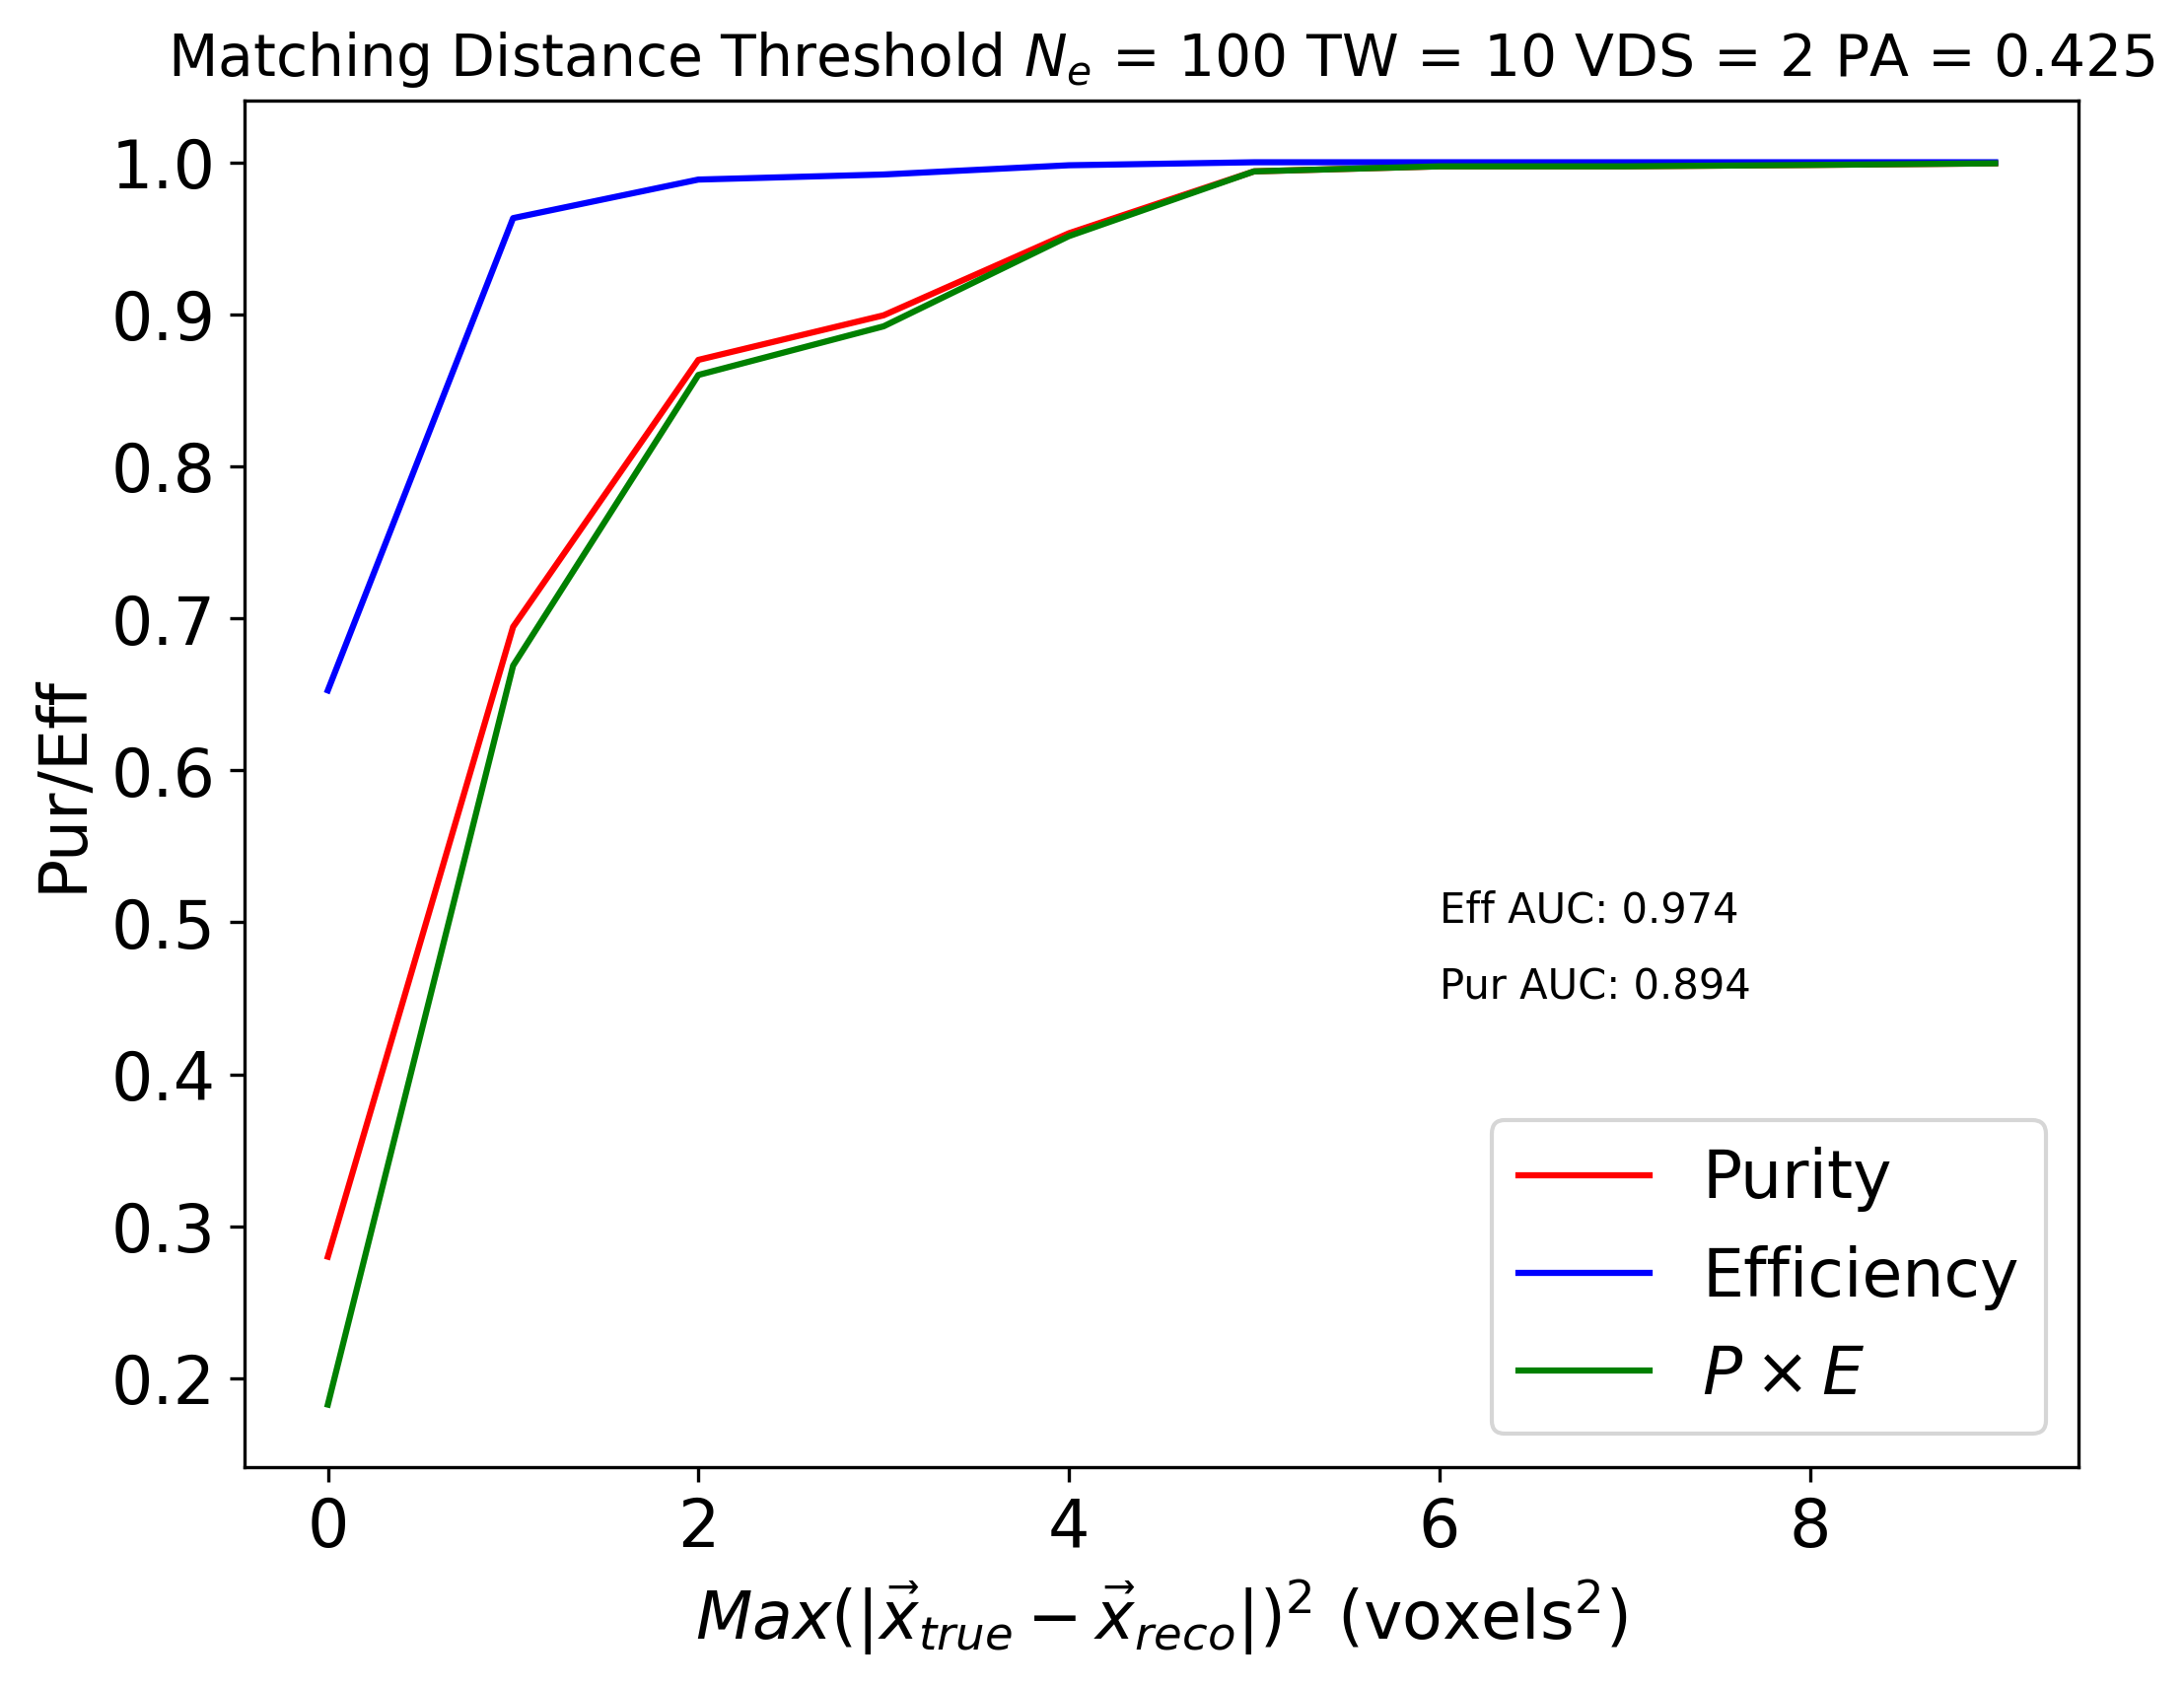 Matching Distance Threshold $N_e$ = 100 TW = 10 VDS = 2 PA = 0.425
1.0
0.9
0.8
0.7
0.6
0.5
0.4
0.3
0.2
Pur/Eff
Eff AUC: 0.974
Pur AUC: 0.894
Purity
Efficiency
$P \times E$
0 2 4 6 8
$Max(|\vec{x}_{true} - \vec{x}_{reco}|)^2$ (voxels$^2$)